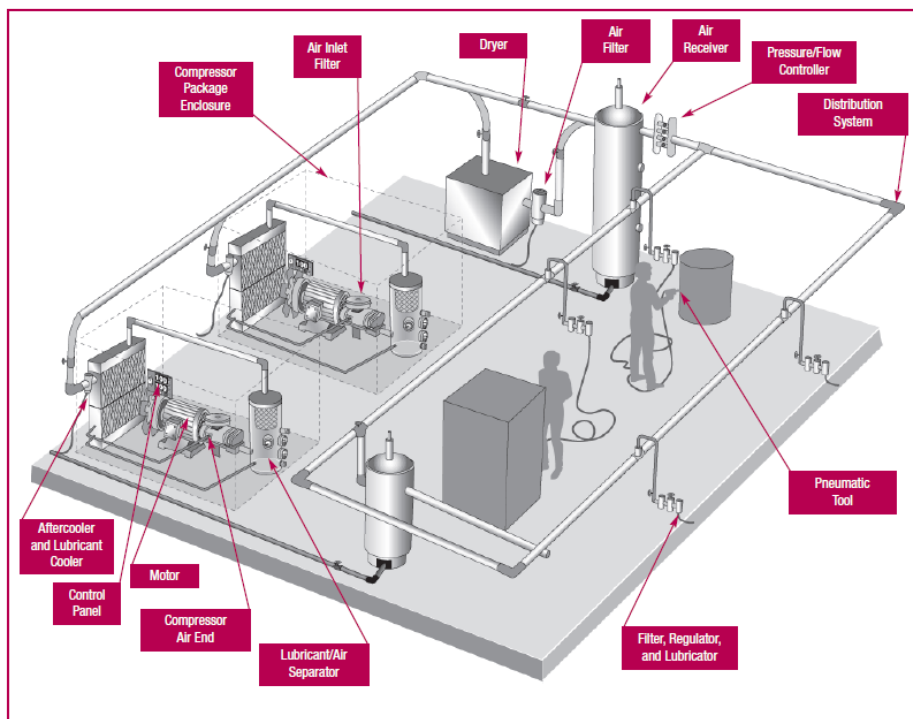 Air Inlet
Filter
Dryer
Air
Filter
Air
Receiver
Pressure/Flow
Controller
Compressor
Package
Enclosure
Distribution
System
Aftercooler
and Lubricant
Cooler
Control
Panel
Motor
Compressor
Air End
Lubricant/Air
Separator
Pneumatic
Tool
Filter, Regulator,
and Lubricator